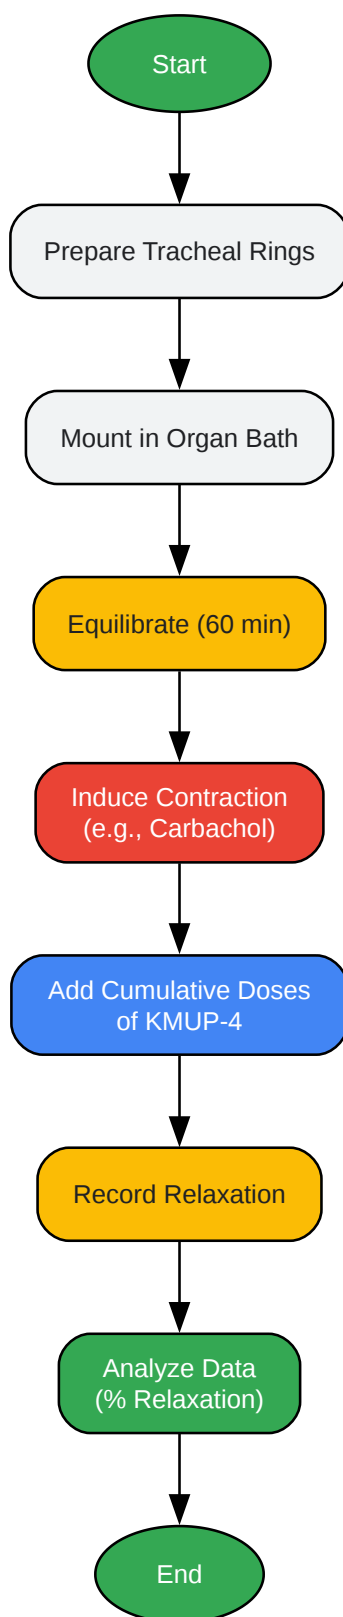 Start
Prepare Tracheal Rings
Mount in Organ Bath
Equilibrate (60 min)
Induce Contraction
(e.g., Carbachol)
Add Cumulative Doses
of KMUP-4
Record Relaxation
Analyze Data
(% Relaxation)
End